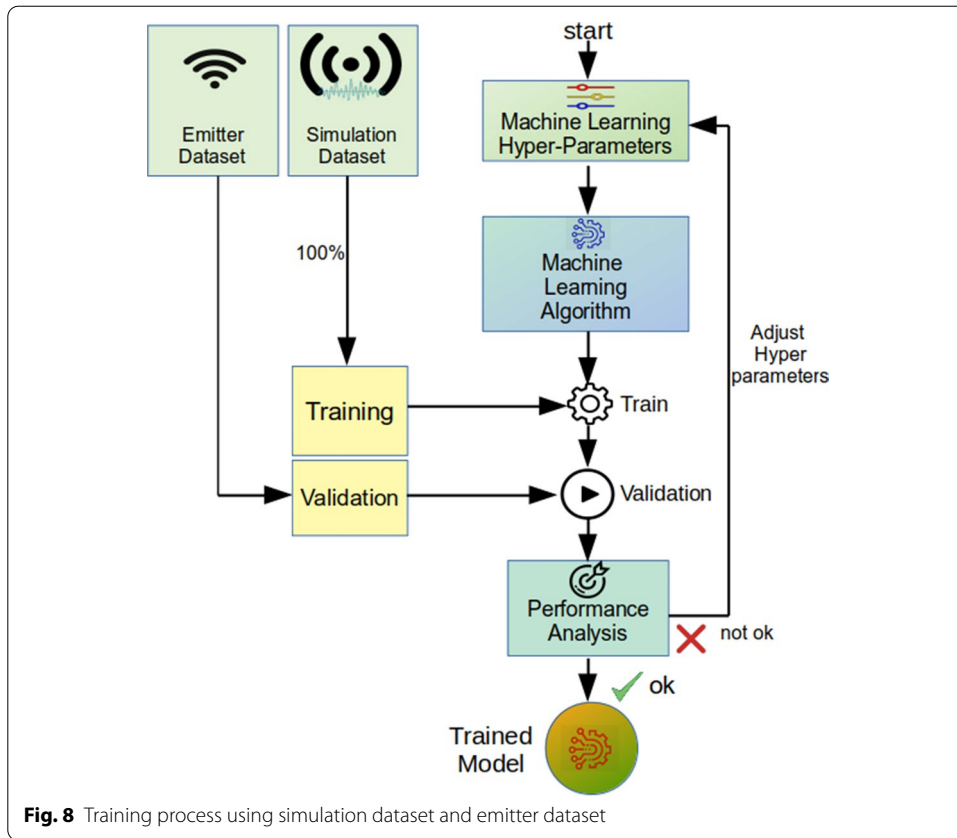 start
Emitter
Dataset
Simulation
Dataset
Machine Learning
Hyper-Parameters
100%
Machine
Learning
Algorithm
Adjust
Hyper
parameters
Training
Train
Validation
Validation
Performance
Analysis
not ok
ok
Trained
Model
Fig. 8 Training process using simulation dataset and emitter dataset